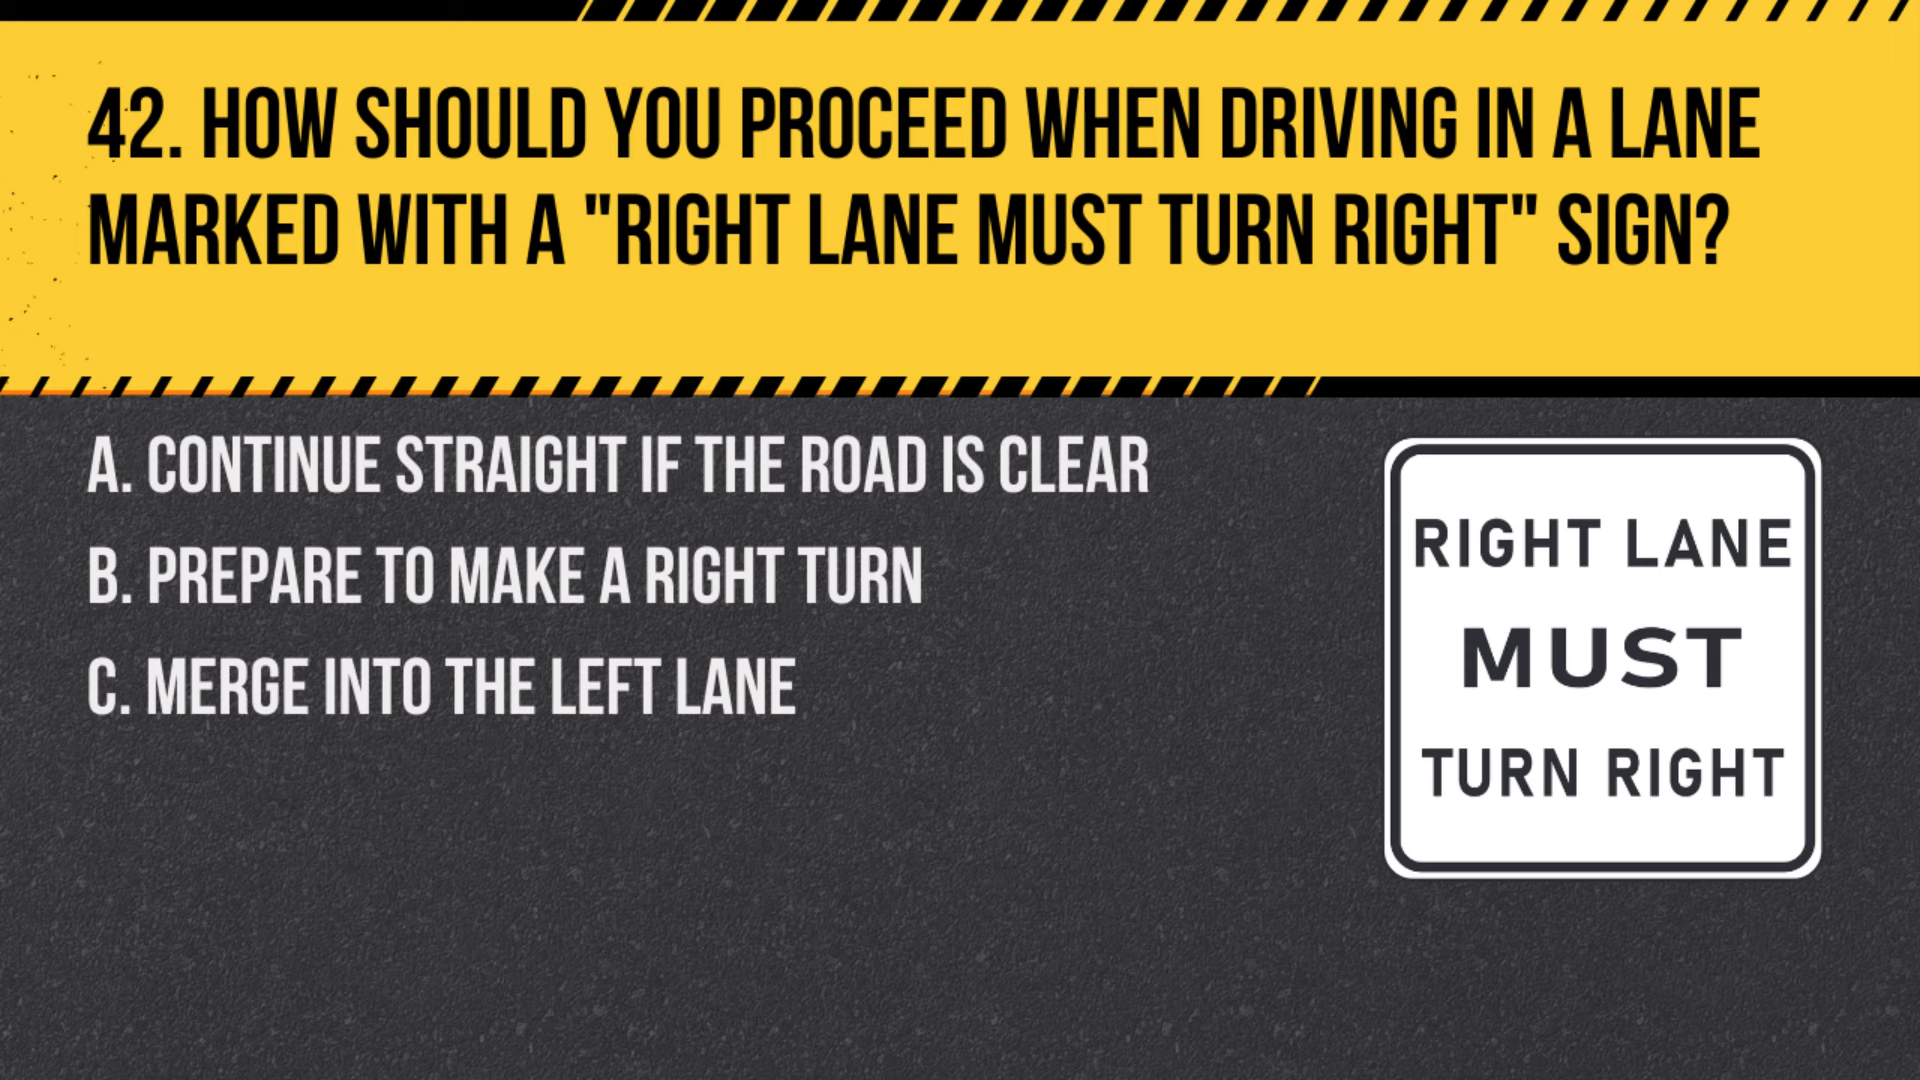 42. HOW SHOULD YOU PROCEED WHEN DRIVING IN A LANE
MARKED WITH A "RIGHT LANE MUST TURN RIGHT" SIGN?
A. CONTINUE STRAIGHT IF THE ROAD IS CLEAR
B. PREPARE TO MAKE A RIGHT TURN
C. MERGE INTO THE LEFT LANE
RIGHT LANE
MUST
TURN RIGHT